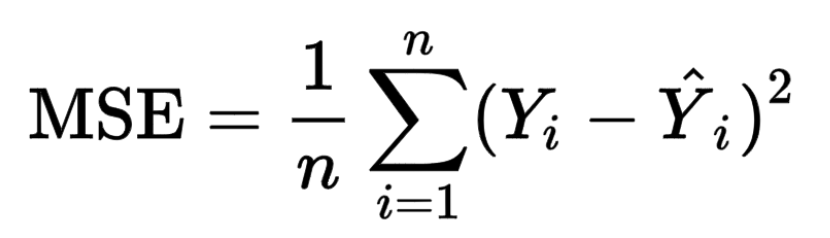 MSE = \frac{1}{n} \sum_{i=1}^{n} (Y_i - \hat{Y}_i)^2